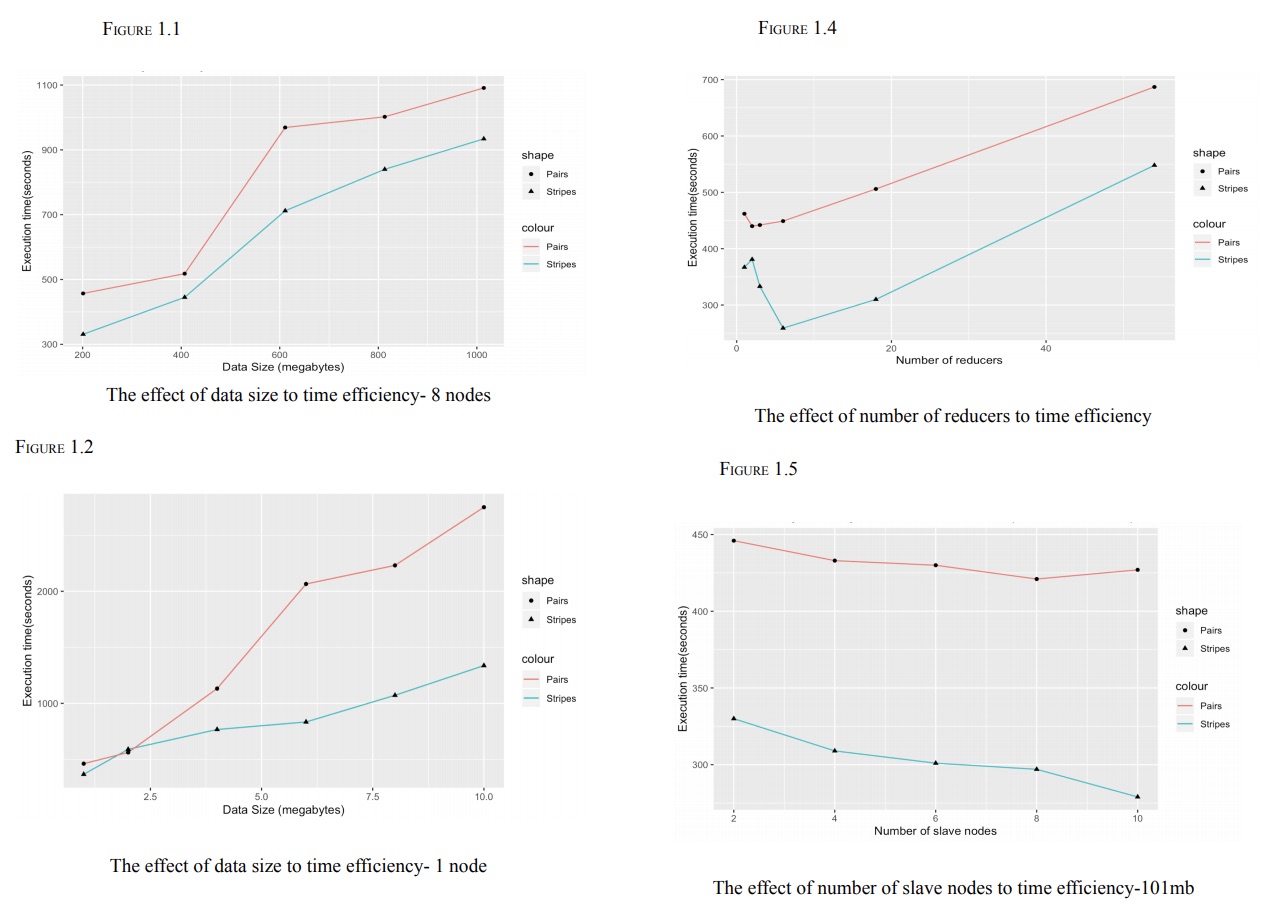 FIGURE 1.1
1100
900
700
500
300
Execution time(seconds)
200 400 600 800 1000
Data Size (megabytes)
shape
Pairs
Stripes
colour
Pairs
Stripes
The effect of data size to time efficiency- 8 nodes
FIGURE 1.2
2000
1000
Execution time(seconds)
2.5 5.0 7.5 10.0
Data Size (megabytes)
shape
Pairs
Stripes
colour
Pairs
Stripes
The effect of data size to time efficiency- 1 node
FIGURE 1.4
700
600
500
400
300
Execution time(seconds)
0 20 40
Number of reducers
shape
Pairs
Stripes
colour
Pairs
Stripes
The effect of number of reducers to time efficiency
FIGURE 1.5
450
400
350
300
Execution time(seconds)
2 4 6 8 10
Number of slave nodes
shape
Pairs
Stripes
colour
Pairs
Stripes
The effect of number of slave nodes to time efficiency-101mb